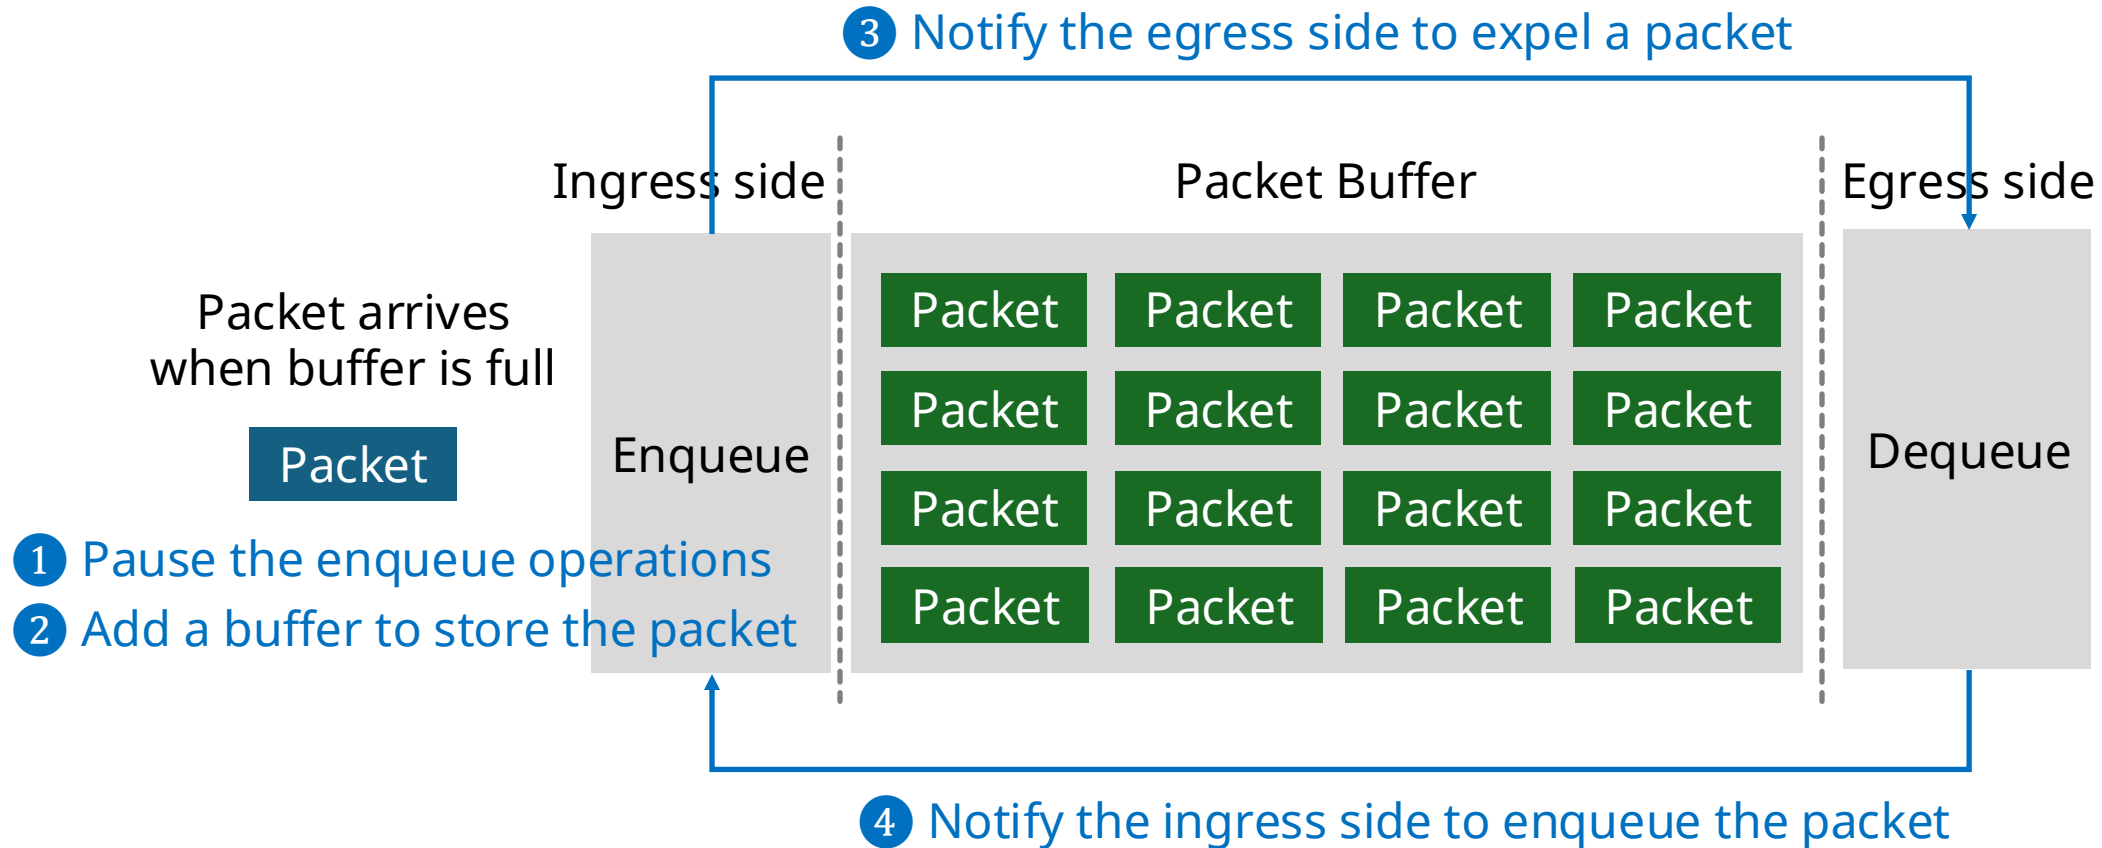 3 Notify the egress side to expel a packet
Ingress side
Packet Buffer
Egress side
Packet arrives
when buffer is full
Packet
1 Pause the enqueue operations
2 Add a buffer to store the packet
Enqueue
Packet Packet Packet Packet
Packet Packet Packet Packet
Packet Packet Packet Packet
Packet Packet Packet Packet
Dequeue
4 Notify the ingress side to enqueue the packet